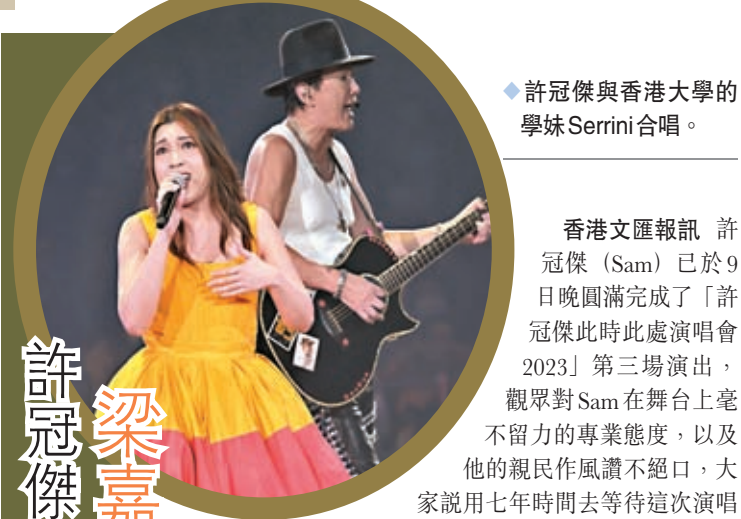 ◆許冠傑與香港大學的
學妹Serrini合唱。
香港文匯報訊 許
冠傑（Sam）已於9
日晚圓滿完成了「許
冠傑此時此處演唱會
2023」第三場演出，
觀眾對Sam在舞台上毫
不留力的專業態度，以及
他的親民作風讚不絕口，大
家說用七年時間去等待這次演唱
梁嘉
許冠傑